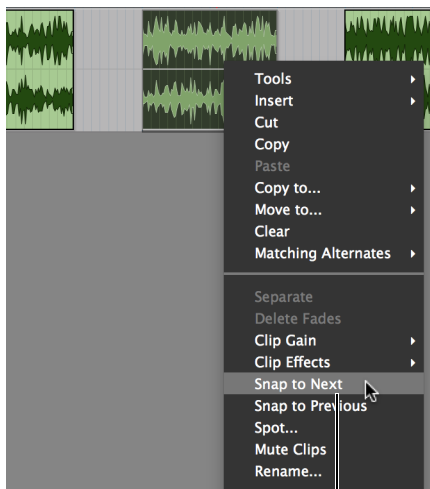 Tools
Insert
Cut
Copy
Paste
Copy to...
Move to...
Clear
Matching Alternates
Separate
Delete Fades
Clip Gain
Clip Effects
Snap to Next
Snap to Previous
Spot...
Mute Clips
Rename...